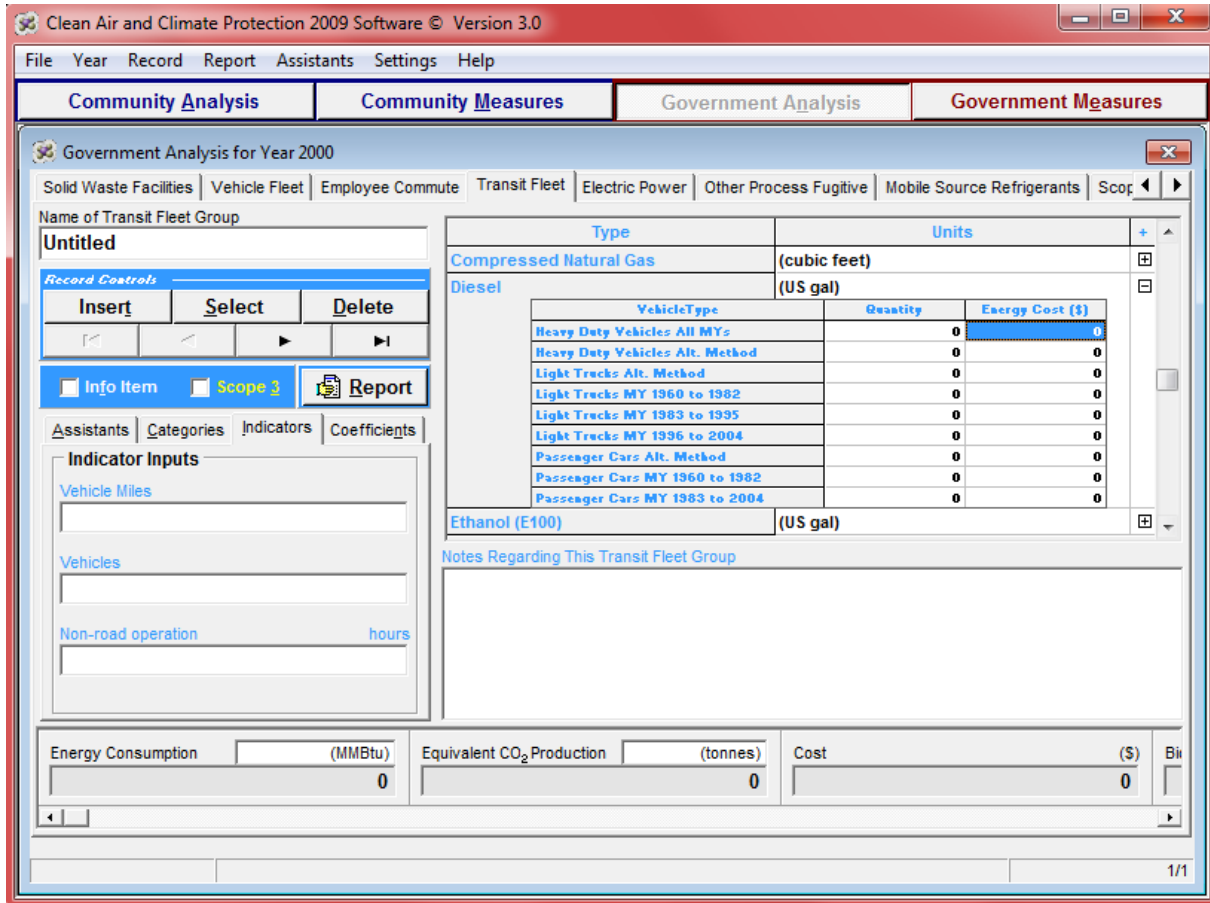 Clean Air and Climate Protection 2009 Software © Version 3.0
File Year Record Report Assistants Settings Help
Community Analysis Community Measures Government Analysis Government Measures
Government Analysis for Year 2000
Solid Waste Facilities Vehicle Fleet Employee Commute Transit Fleet Electric Power Other Process Fugitive Mobile Source Refrigerants Scop
Name of Transit Fleet Group
Untitled
Record Controls
Insert Select Delete
Info Item Scope 3 Report
Assistants Categories Indicators Coefficients
Indicator Inputs
Vehicle Miles
Vehicles
Non-road operation hours
Type Units +
Compressed Natural Gas (cubic feet)
Diesel (US gal)
VehicleType Quantity Energy Cost ($)
Heavy Duty Vehicles All MYs 0 0
Heavy Duty Vehicles Alt. Method 0 0
Light Trucks Alt. Method 0 0
Light Trucks MY 1960 to 1982 0 0
Light Trucks MY 1983 to 1995 0 0
Light Trucks MY 1996 to 2004 0 0
Passenger Cars Alt. Method 0 0
Passenger Cars MY 1960 to 1982 0 0
Passenger Cars MY 1983 to 2004 0 0
Ethanol (E100) (US gal)
Notes Regarding This Transit Fleet Group
Energy Consumption (MMBtu) Equivalent CO₂ Production (tonnes) Cost ($) Bi
0 0 0
1/1